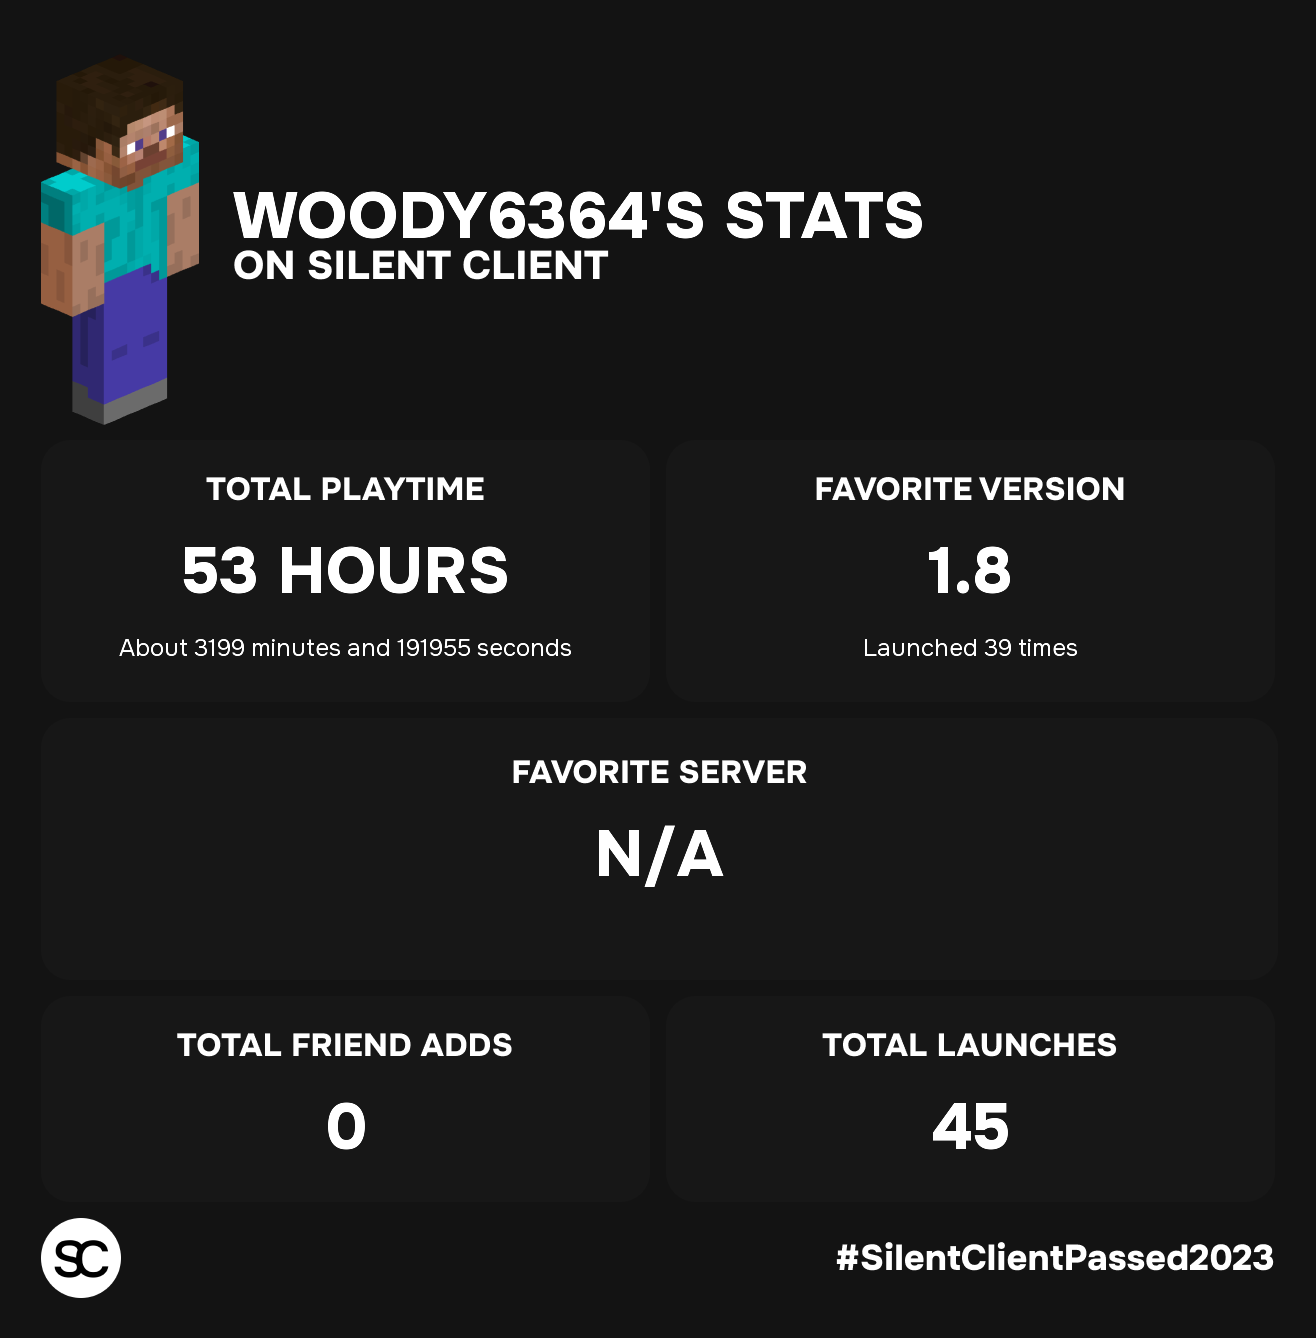 WOODY6364'S STATS
ON SILENT CLIENT
TOTAL PLAYTIME
53 HOURS
About 3199 minutes and 191955 seconds
FAVORITE VERSION
1.8
Launched 39 times
FAVORITE SERVER
N/A
TOTAL FRIEND ADDS
0
TOTAL LAUNCHES
45
SC
#SilentClientPassed2023